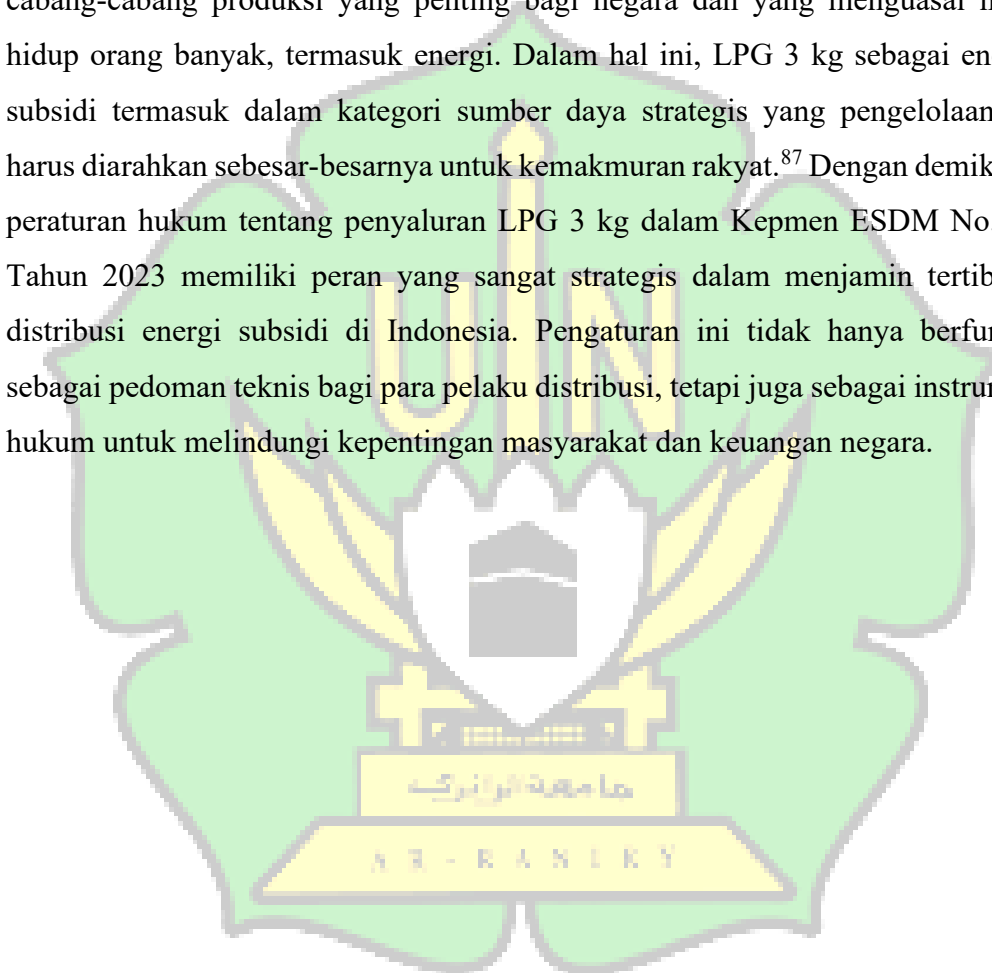 cabang-cabang produksi yang penting bagi negara dan yang menguasai
hidup orang banyak, termasuk energi. Dalam hal ini, LPG 3 kg sebagai en
subsidi termasuk dalam kategori sumber daya strategis yang pengelolaan
harus diarahkan sebesar-besarnya untuk kemakmuran rakyat.87 Dengan demik
peraturan hukum tentang penyaluran LPG 3 kg dalam Kepmen ESDM No.
Tahun 2023 memiliki peran yang sangat strategis dalam menjamin tertib
distribusi energi subsidi di Indonesia. Pengaturan ini tidak hanya berfu
sebagai pedoman teknis bagi para pelaku distribusi, tetapi juga sebagai instru
hukum untuk melindungi kepentingan masyarakat dan keuangan negara.
UIN
AR-RANIRY